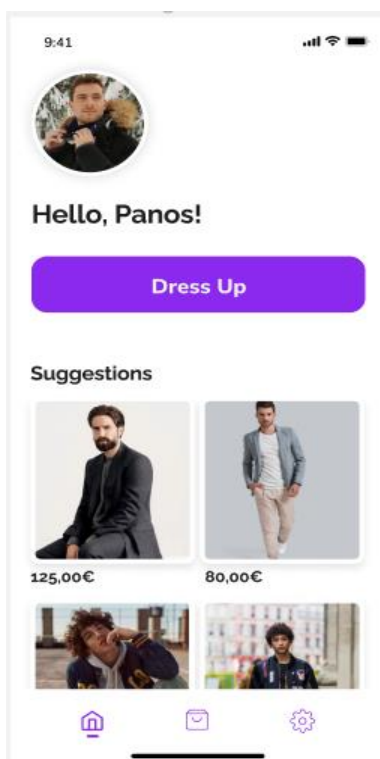 9:41
Hello, Panos!
Dress Up
Suggestions
125,00€ 80,00€